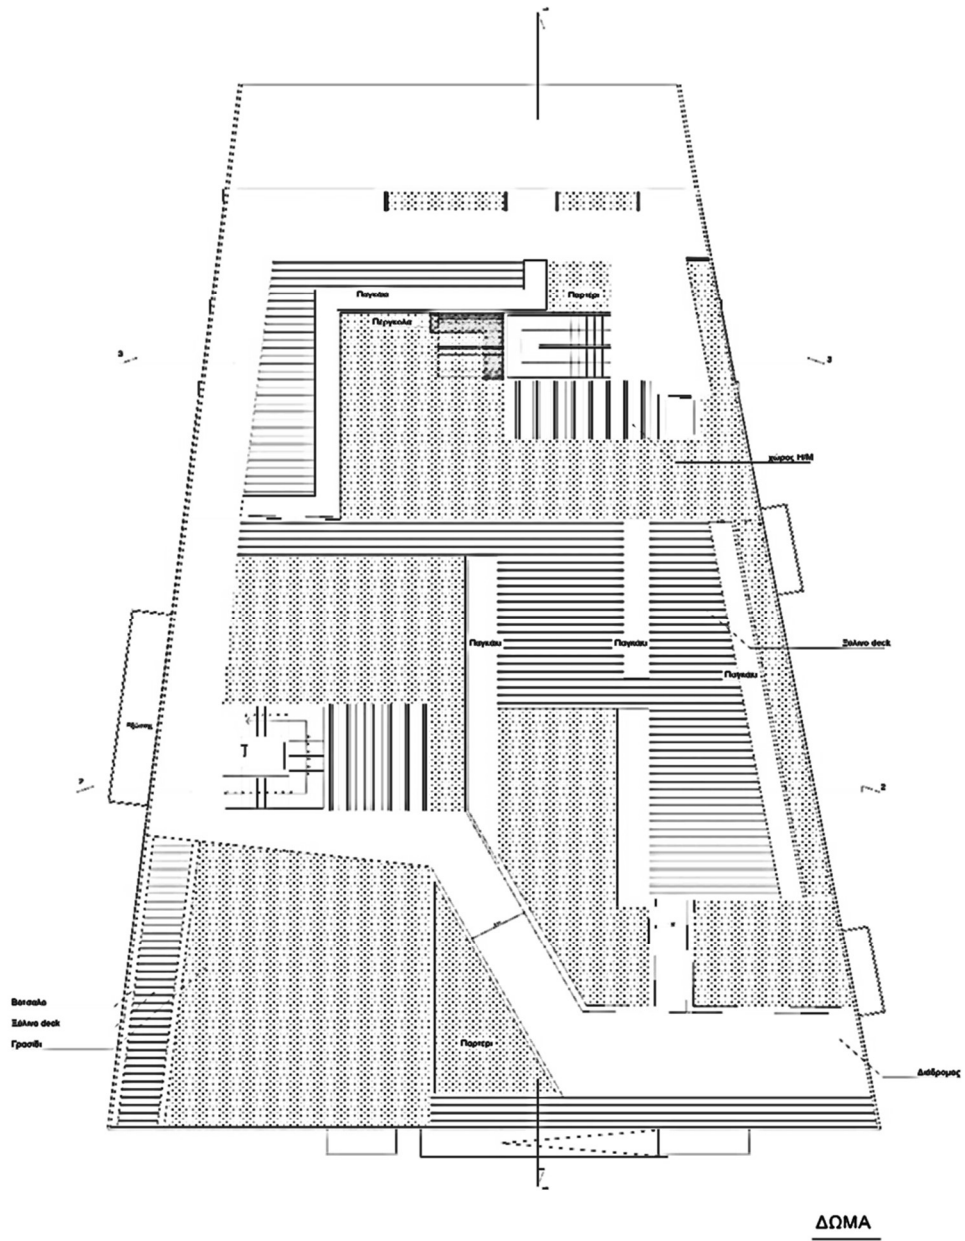 Παγκάκι
Παρτέρι
Πέργκολα
3
3
χώρος Η/Μ
Παγκάκι
Παγκάκι
Ξύλινο deck
Παγκάκι
2
2
Βότσαλο
Ξύλινο deck
Γρασίδι
Παρτέρι
Διάδρομος
ΔΩΜΑ